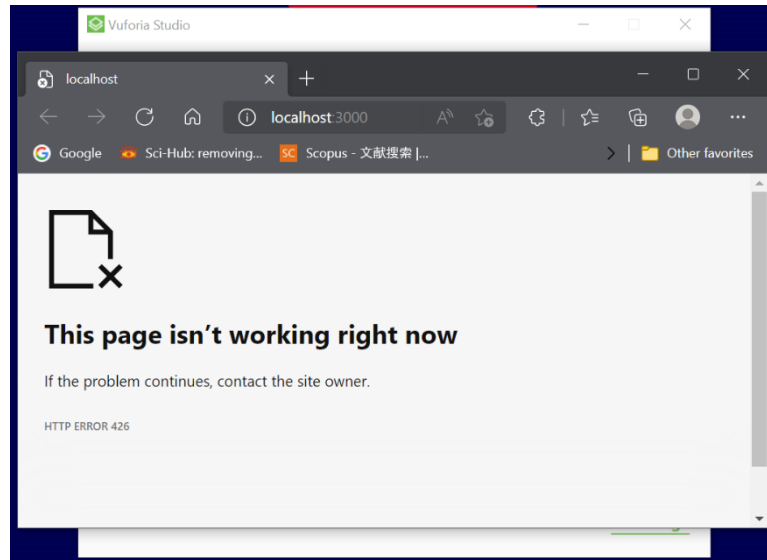 Vuforia Studio
localhost
localhost:3000
Google Sci-Hub: removing... SC Scopus - 文献搜索 |... Other favorites
This page isn't working right now
If the problem continues, contact the site owner.
HTTP ERROR 426